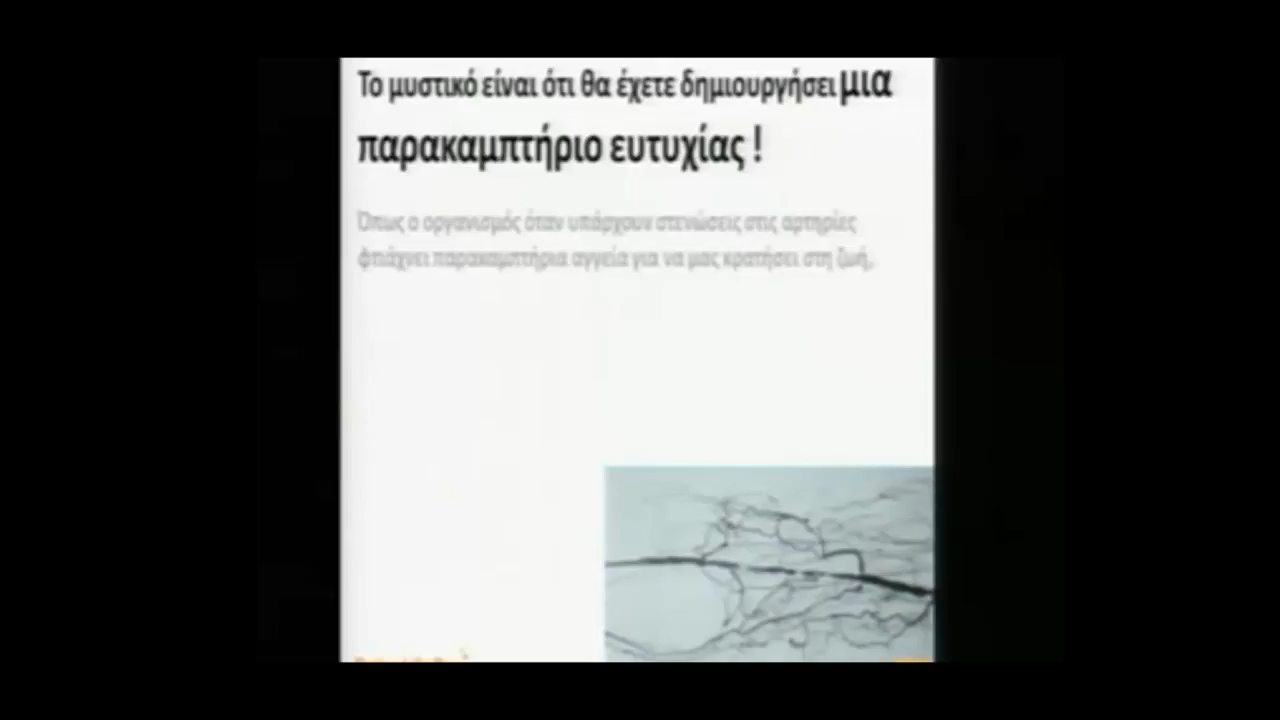 Το μυστικό είναι ότι θα έχετε δημιουργήσει μια
παρακαμπτήριο ευτυχίας !
Όπως ο οργανισμός όταν υπάρχουν στενώσεις στις αρτηρίες
φτιάχνει παρακαμπτήρια αγγεία για να μας κρατήσει στη ζωή,